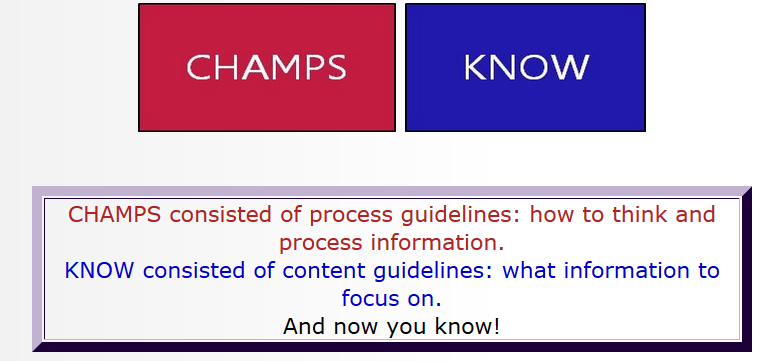 CHAMPS KNOW
CHAMPS consisted of process guidelines: how to think and
process information.
KNOW consisted of content guidelines: what information to
focus on.
And now you know!